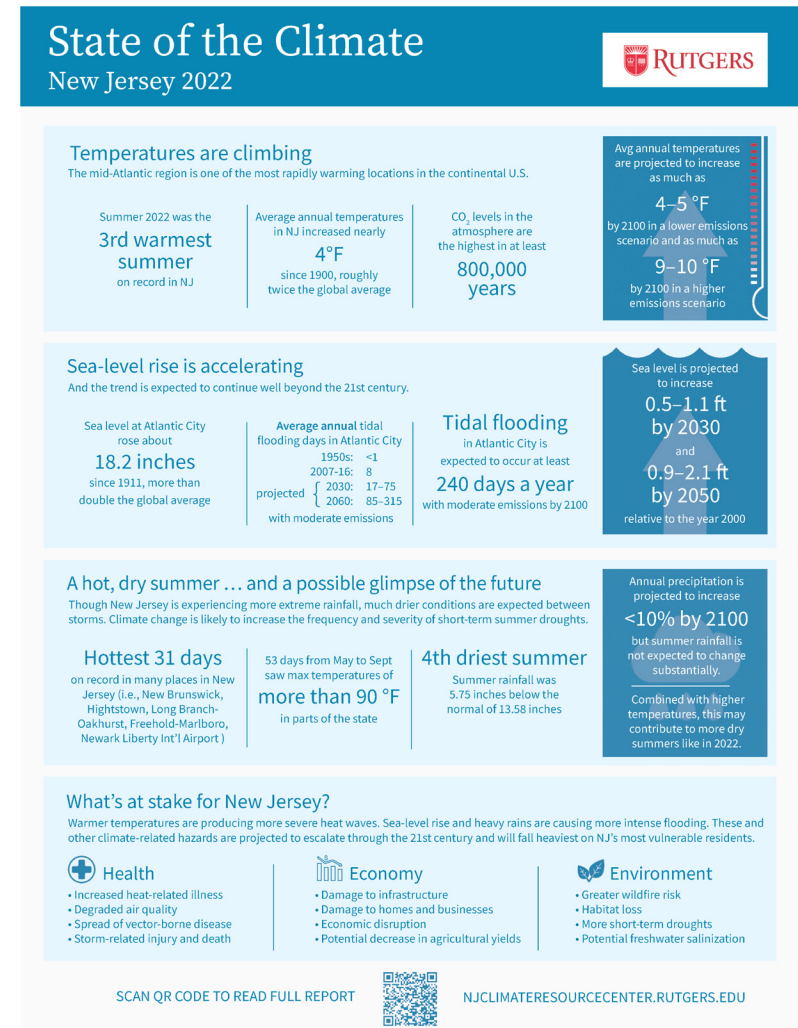 State of the Climate
New Jersey 2022
RUTGERS
Temperatures are climbing
The mid-Atlantic region is one of the most rapidly warming locations in the continental U.S.
Summer 2022 was the
3rd warmest
summer
on record in NJ
Average annual temperatures
in NJ increased nearly
4°F
since 1900, roughly
twice the global average
CO₂ levels in the
atmosphere are
the highest in at least
800,000
years
Avg annual temperatures
are projected to increase
as much as
4–5 °F
by 2100 in a lower emissions
scenario and as much as
9–10 °F
by 2100 in a higher
emissions scenario
Sea-level rise is accelerating
And the trend is expected to continue well beyond the 21st century.
Sea level at Atlantic City
rose about
18.2 inches
since 1911, more than
double the global average
Average annual tidal
flooding days in Atlantic City
1950s: <1
2007-16: 8
projected { 2030: 17–75
2060: 85–315
with moderate emissions
Tidal flooding
in Atlantic City is
expected to occur at least
240 days a year
with moderate emissions by 2100
Sea level is projected
to increase
0.5–1.1 ft
by 2030
and
0.9–2.1 ft
by 2050
relative to the year 2000
A hot, dry summer … and a possible glimpse of the future
Though New Jersey is experiencing more extreme rainfall, much drier conditions are expected between
storms. Climate change is likely to increase the frequency and severity of short-term summer droughts.
Hottest 31 days
on record in many places in New
Jersey (i.e., New Brunswick,
Hightstown, Long Branch-
Oakhurst, Freehold-Marlboro,
Newark Liberty Int'l Airport )
53 days from May to Sept
saw max temperatures of
more than 90 °F
in parts of the state
4th driest summer
Summer rainfall was
5.75 inches below the
normal of 13.58 inches
Annual precipitation is
projected to increase
<10% by 2100
but summer rainfall is
not expected to change
substantially.
Combined with higher
temperatures, this may
contribute to more dry
summers like in 2022.
What's at stake for New Jersey?
Warmer temperatures are producing more severe heat waves. Sea-level rise and heavy rains are causing more intense flooding. These and
other climate-related hazards are projected to escalate through the 21st century and will fall heaviest on NJ's most vulnerable residents.
Health
• Increased heat-related illness
• Degraded air quality
• Spread of vector-borne disease
• Storm-related injury and death
Economy
• Damage to infrastructure
• Damage to homes and businesses
• Economic disruption
• Potential decrease in agricultural yields
Environment
• Greater wildfire risk
• Habitat loss
• More short-term droughts
• Potential freshwater salinization
SCAN QR CODE TO READ FULL REPORT
NJCLIMATERESOURCECENTER.RUTGERS.EDU